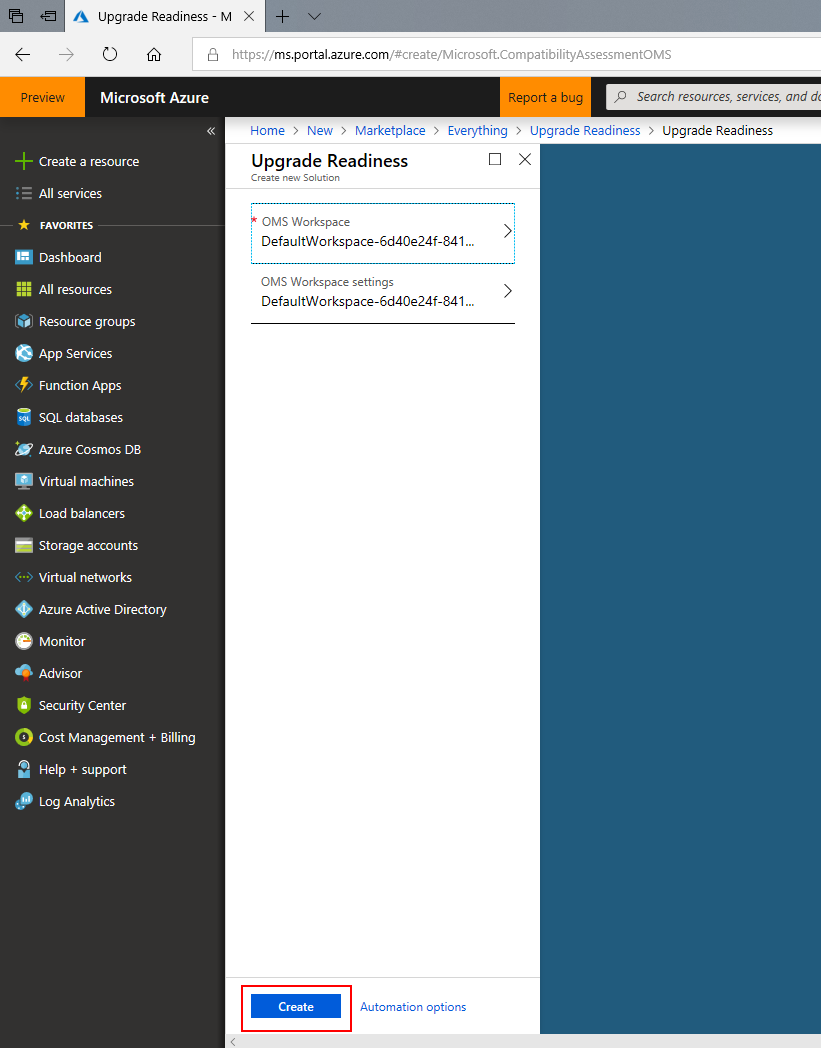 Upgrade Readiness - M
https://ms.portal.azure.com/#create/Microsoft.CompatibilityAssessmentOMS
Preview
Microsoft Azure
Report a bug
Search resources, services, and do
Home > New > Marketplace > Everything > Upgrade Readiness > Upgrade Readiness
Create a resource
All services
FAVORITES
Dashboard
All resources
Resource groups
App Services
Function Apps
SQL databases
Azure Cosmos DB
Virtual machines
Load balancers
Storage accounts
Virtual networks
Azure Active Directory
Monitor
Advisor
Security Center
Cost Management + Billing
Help + support
Log Analytics
Upgrade Readiness
Create new Solution
* OMS Workspace
DefaultWorkspace-6d40e24f-841...
OMS Workspace settings
DefaultWorkspace-6d40e24f-841...
Create
Automation options